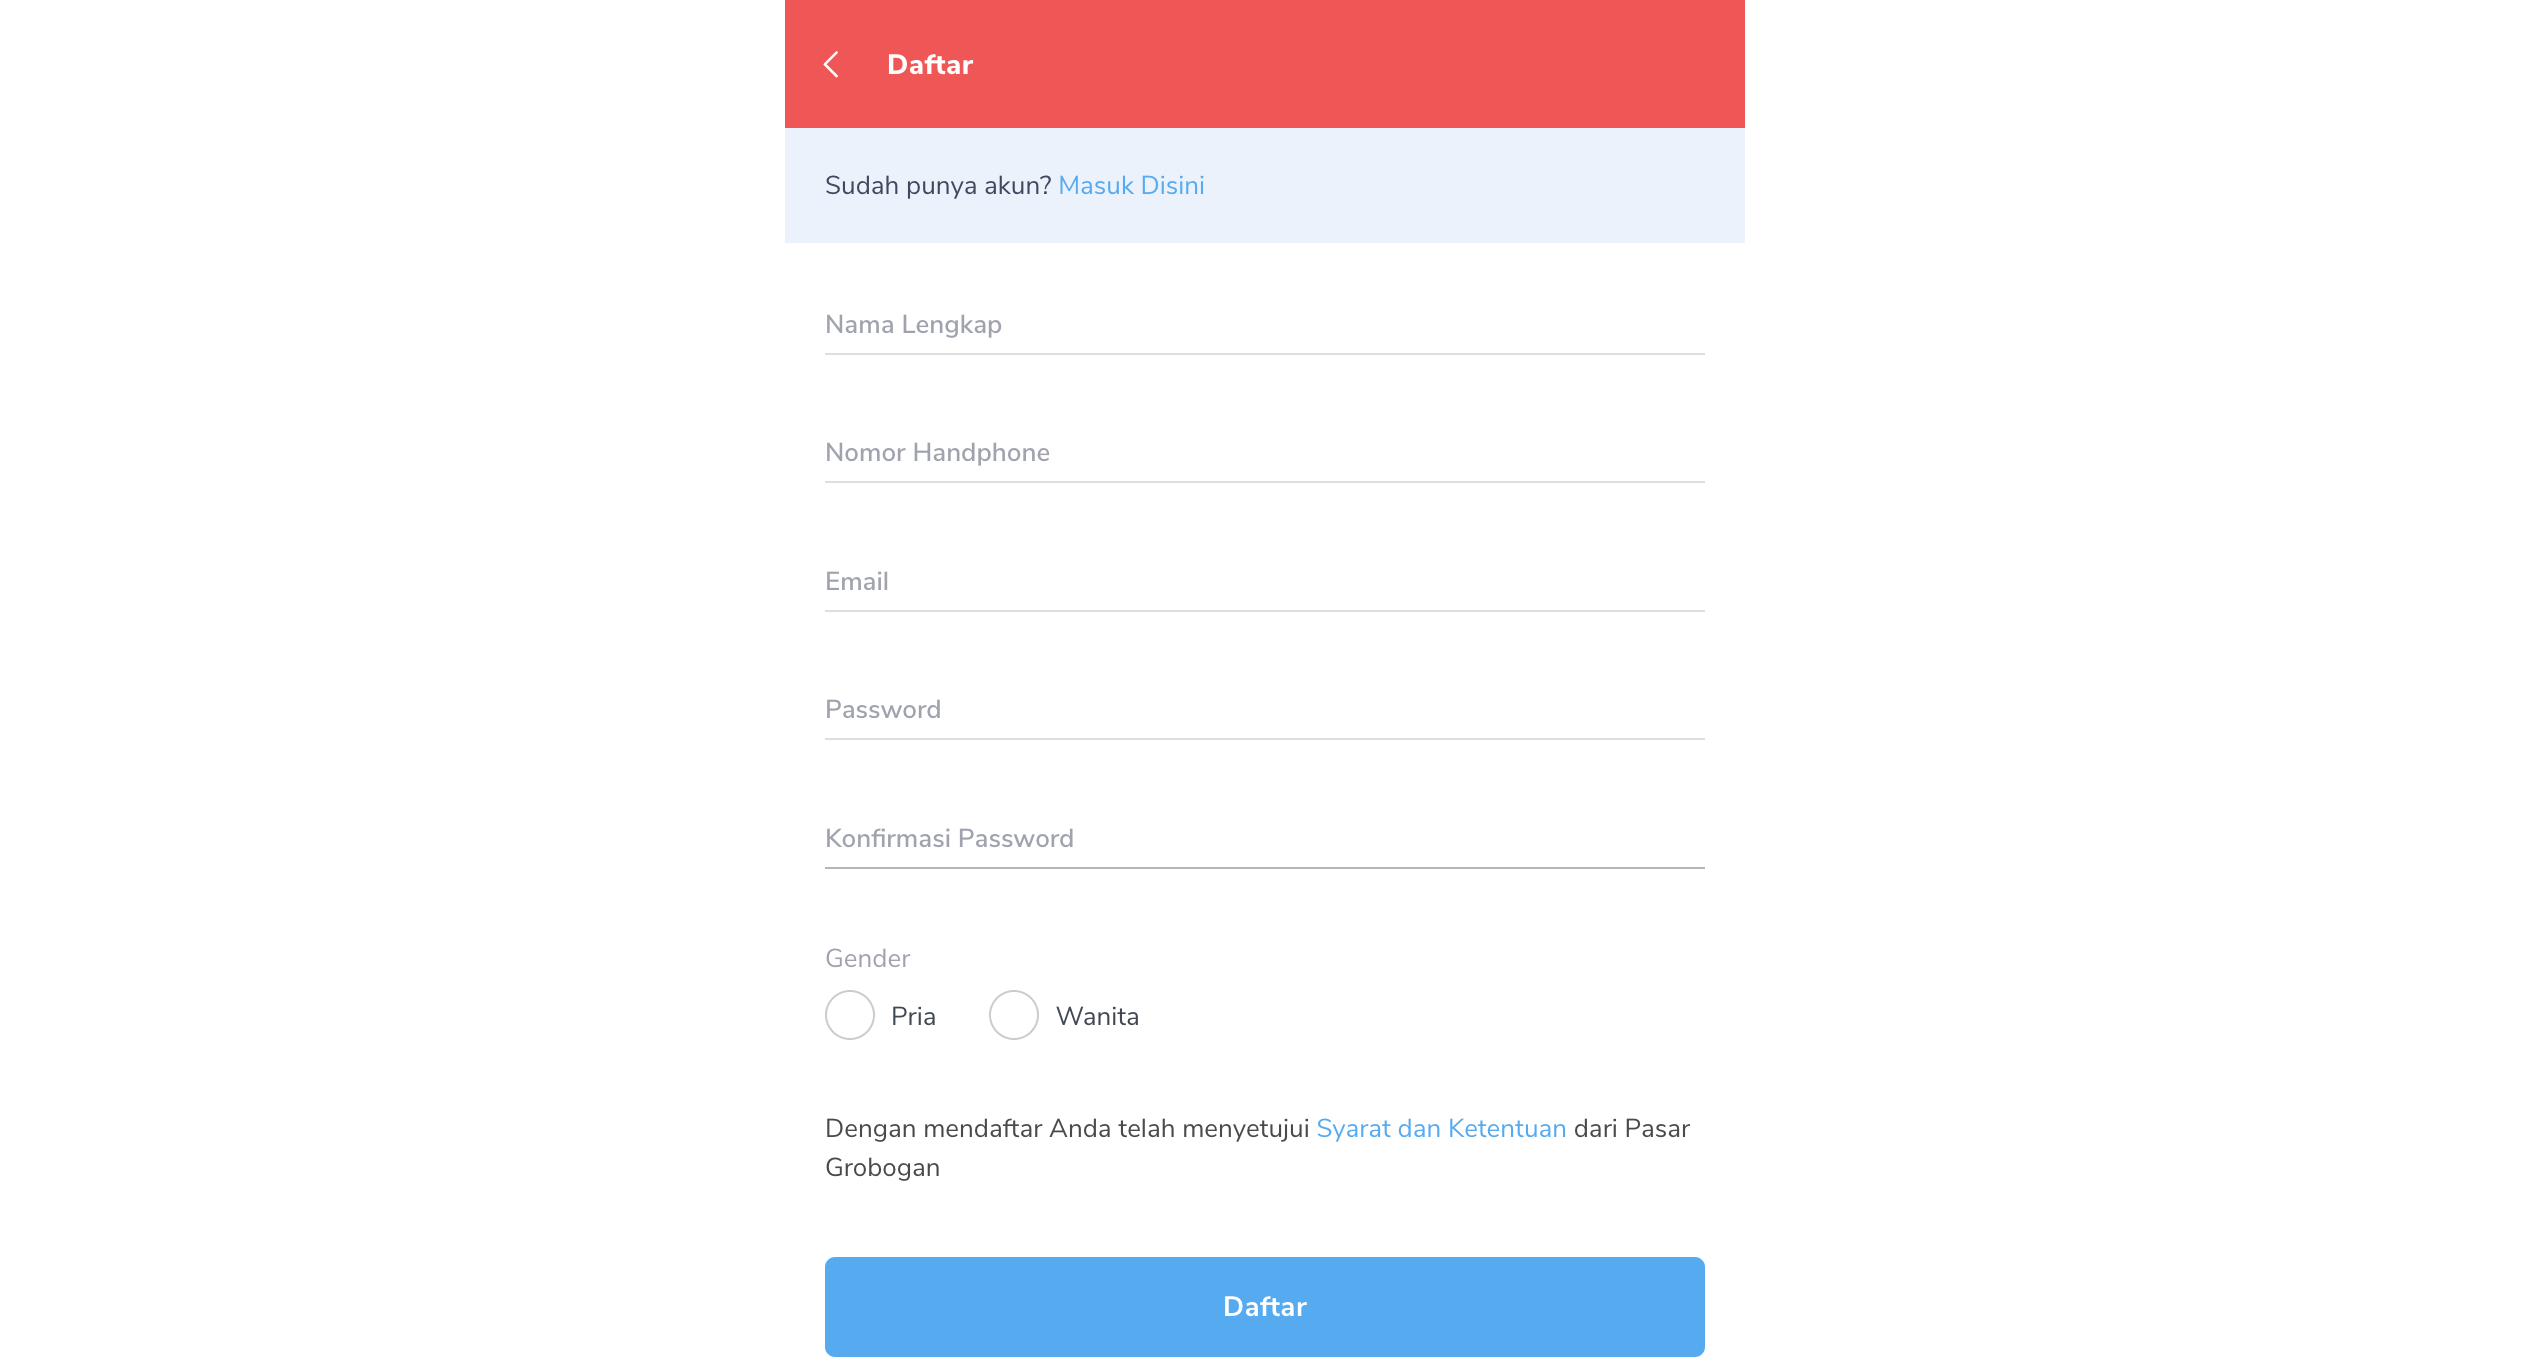 Daftar
Sudah punya akun? Masuk Disini
Nama Lengkap
Nomor Handphone
Email
Password
Konfirmasi Password
Gender
Pria Wanita
Dengan mendaftar Anda telah menyetujui Syarat dan Ketentuan dari Pasar
Grobogan
Daftar